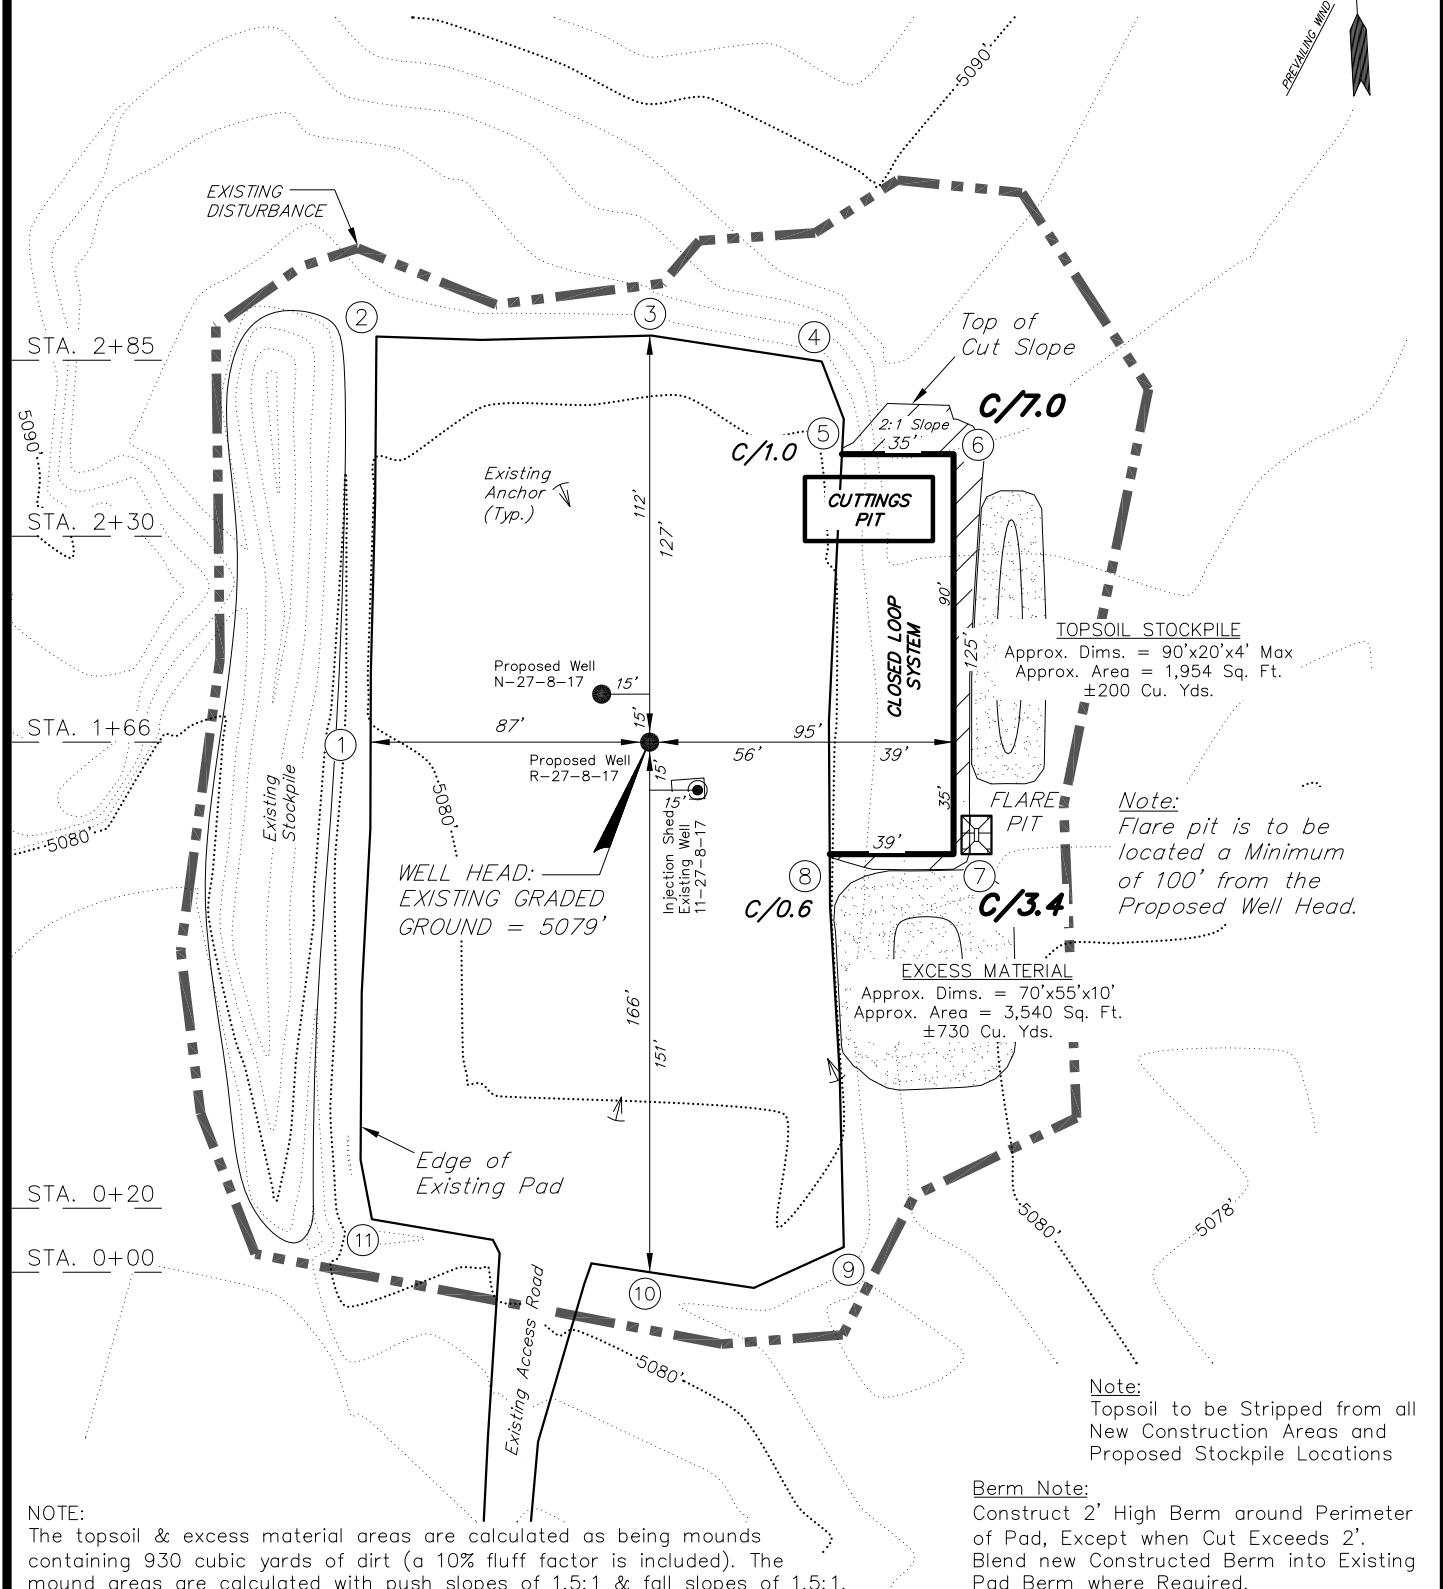 PREVAILING WIND
5090'
EXISTING
DISTURBANCE
2
3
4
STA. 2+85
Top of
Cut Slope
C/7.0
5090'
5
2:1 Slope
35'
6
C/1.0
Existing
Anchor
(Typ.)
112'
127'
CUTTINGS
PIT
STA. 2+30
90'
CLOSED LOOP
SYSTEM
125'
TOPSOIL STOCKPILE
Approx. Dims. = 90'x20'x4' Max
Approx. Area = 1,954 Sq. Ft.
±200 Cu. Yds.
Proposed Well
N-27-8-17
15'
15'
STA. 1+66
1
87'
95'
56'
39'
Proposed Well
R-27-8-17
15'
15'
35'
Existing
Stockpile
5080'
5080'
FLARE
PIT
Note:
Flare pit is to be
located a Minimum
of 100' from the
Proposed Well Head.
39'
Injection Shed
Existing Well
11-27-8-17
8
7
C/0.6
C/3.4
WELL HEAD:
EXISTING GRADED
GROUND = 5079'
EXCESS MATERIAL
Approx. Dims. = 70'x55'x10'
Approx. Area = 3,540 Sq. Ft.
±730 Cu. Yds.
166'
151'
Edge of
Existing Pad
STA. 0+20
5080'
5078'
11
STA. 0+00
9
10
Existing Access Road
5080'
Note:
Topsoil to be Stripped from all
New Construction Areas and
Proposed Stockpile Locations
Berm Note:
Construct 2' High Berm around Perimeter
of Pad, Except when Cut Exceeds 2'.
Blend new Constructed Berm into Existing
Pad Berm where Required.
NOTE:
The topsoil & excess material areas are calculated as being mounds
containing 930 cubic yards of dirt (a 10% fluff factor is included). The
mound areas are calculated with push slopes of 1.5:1 & fall slopes of 1.5:1.